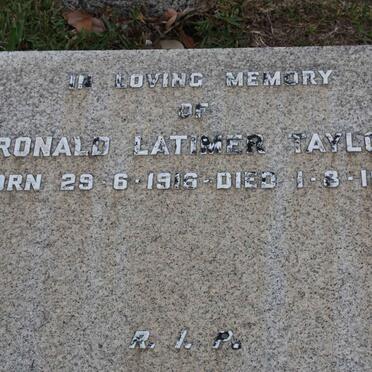 IN LOVING MEMORY
OF
RONALD LATIMER TAYLO
ORN 29-6-1916-DIED 1-8-1
R. I. P.